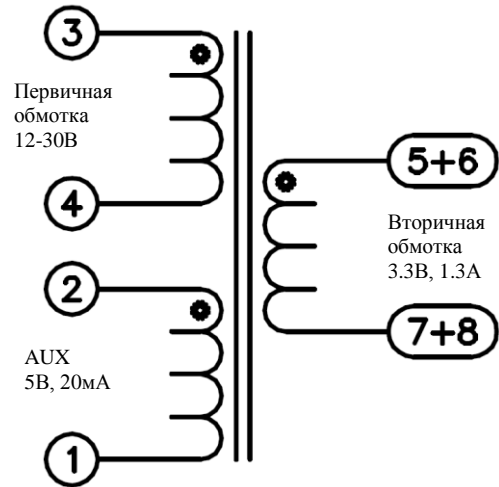 3
Первичная
обмотка
12-30В
4
5+6
Вторичная
обмотка
3.3В, 1.3А
7+8
2
AUX
5В, 20мА
1